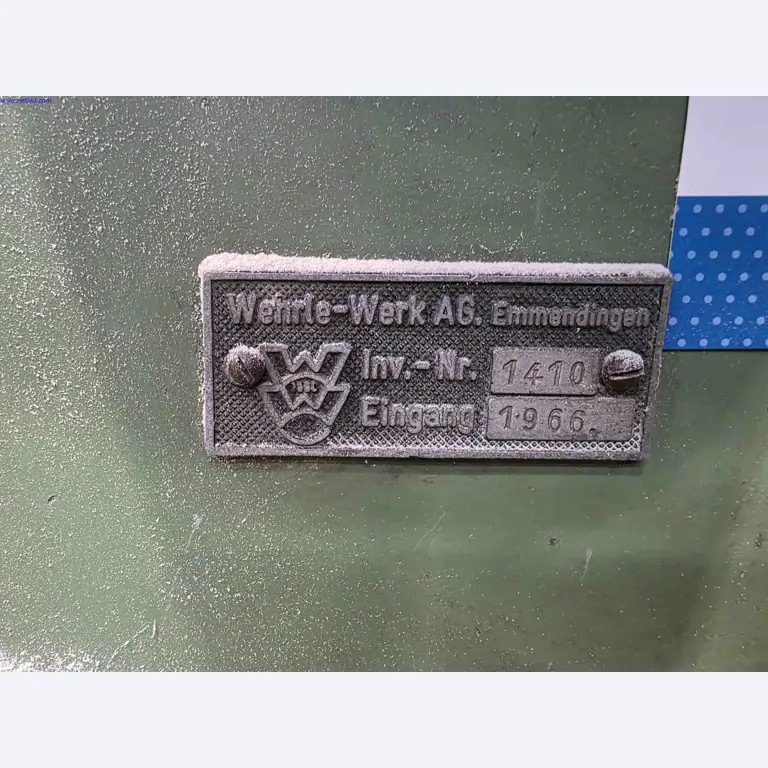 Wehrle-Werk AG. Emmendingen
Inv.-Nr. 1410
Eingang 1966.